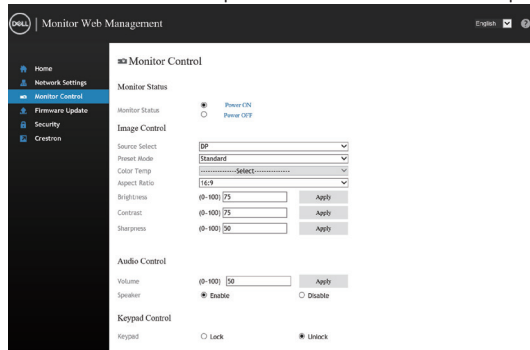 DELL
Monitor Web Management
English
?
Home
Network Settings
Monitor Control
Firmware Update
Security
Crestron
Monitor Control
Monitor Status
Monitor Status Power ON
Power OFF
Image Control
Source Select DP
Preset Mode Standard
Color Temp --------------Select--------------
Aspect Ratio 16:9
Brightness (0~100) 75 Apply
Contrast (0~100) 75 Apply
Sharpness (0~100) 50 Apply
Audio Control
Volume (0~100) 50 Apply
Speaker Enable Disable
Keypad Control
Keypad Lock Unlock